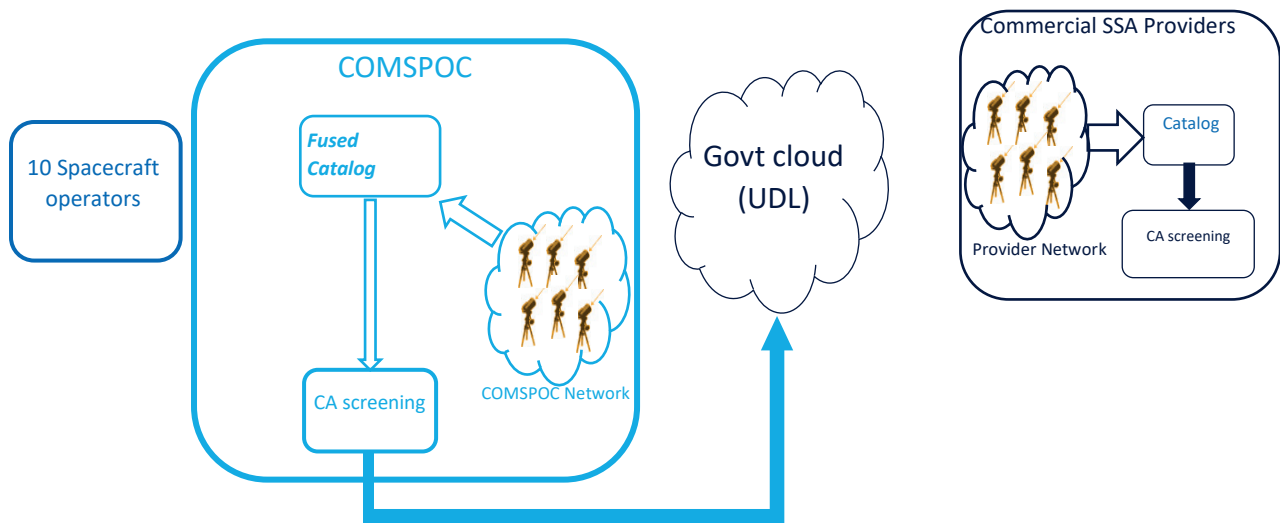 COMSPOC
10 Spacecraft
operators
Fused
Catalog
COMSPOC Network
CA screening
Govt cloud
(UDL)
Commercial SSA Providers
Catalog
Provider Network
CA screening